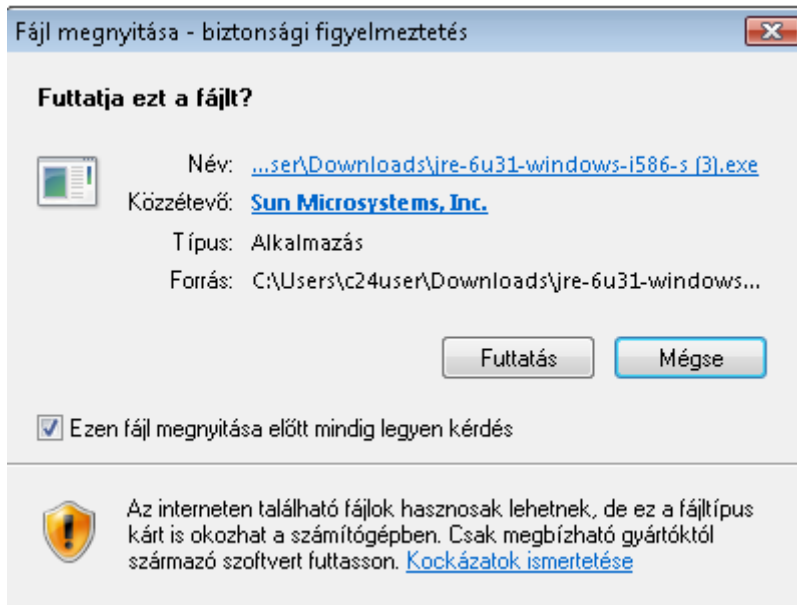 Fájl megnyitása - biztonsági figyelmeztetés
Futtatja ezt a fájlt?
Név: ...ser\Downloads\jre-6u31-windows-i586-s (3).exe
Közzétevő: Sun Microsystems, Inc.
Típus: Alkalmazás
Forrás: C:\Users\c24user\Downloads\jre-6u31-windows...
Futtatás Mégse
Ezen fájl megnyitása előtt mindig legyen kérdés
Az interneten található fájlok hasznosak lehetnek, de ez a fájltípus
kárt is okozhat a számítógépben. Csak megbízható gyártóktól
származó szoftvert futtasson. Kockázatok ismertetése